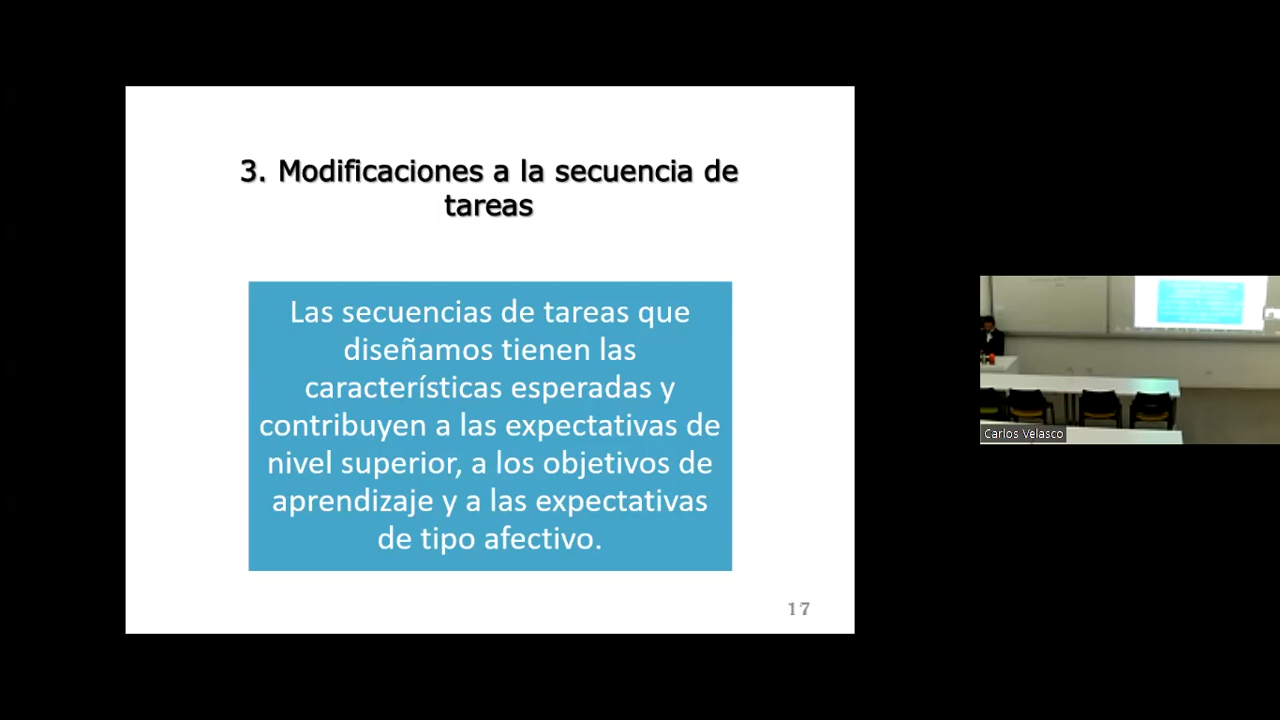 3. Modificaciones a la secuencia de
tareas
Las secuencias de tareas que
diseñamos tienen las
características esperadas y
contribuyen a las expectativas de
nivel superior, a los objetivos de
aprendizaje y a las expectativas
de tipo afectivo.
17
Carlos Velasco